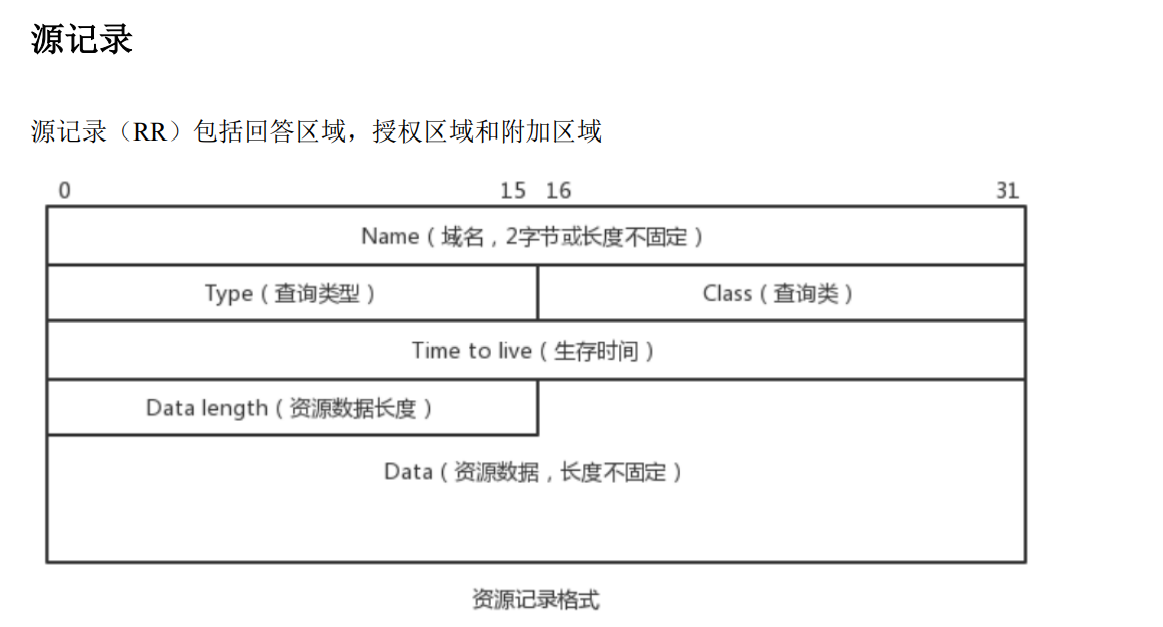 源记录
源记录（RR）包括回答区域，授权区域和附加区域
0 15 16 31
Name（域名，2字节或长度不固定）
Type（查询类型） Class（查询类）
Time to live（生存时间）
Data length（资源数据长度）
Data（资源数据，长度不固定）
资源记录格式